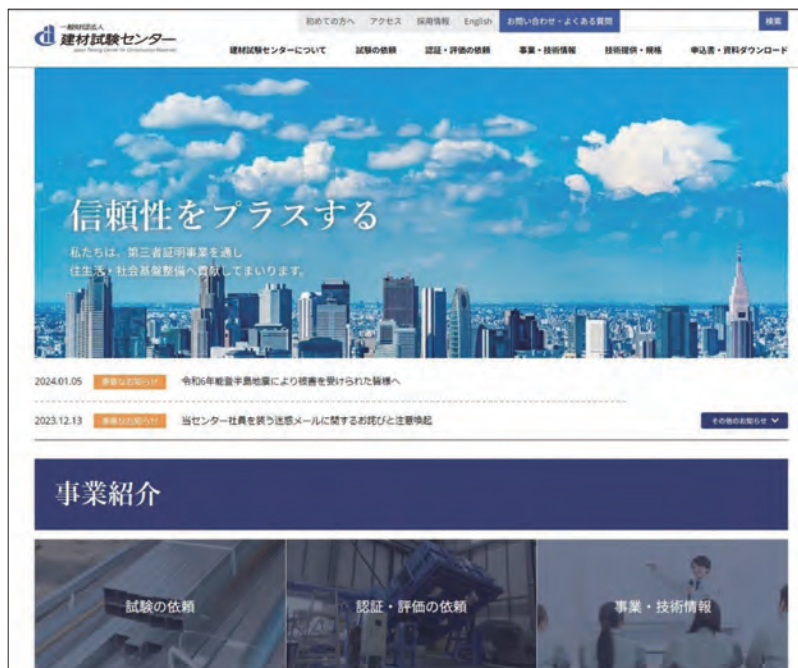 一般財団法人
建材試験センター
Japan Testing Center for Construction Materials
初めての方へ アクセス 採用情報 English お問い合わせ・よくある質問 検索
建材試験センターについて 試験の依頼 認証・評価の依頼 事業・技術情報 技術提供・規格 申込書・資料ダウンロード
信頼性をプラスする
私たちは、第三者証明事業を通し
住生活・社会基盤整備へ貢献してまいります。
2024.01.05 重要なお知らせ 令和6年能登半島地震により被害を受けられた皆様へ
2023.12.13 重要なお知らせ 当センター社員を装う迷惑メールに関するお詫びと注意喚起
その他のお知らせ
事業紹介
試験の依頼 認証・評価の依頼 事業・技術情報